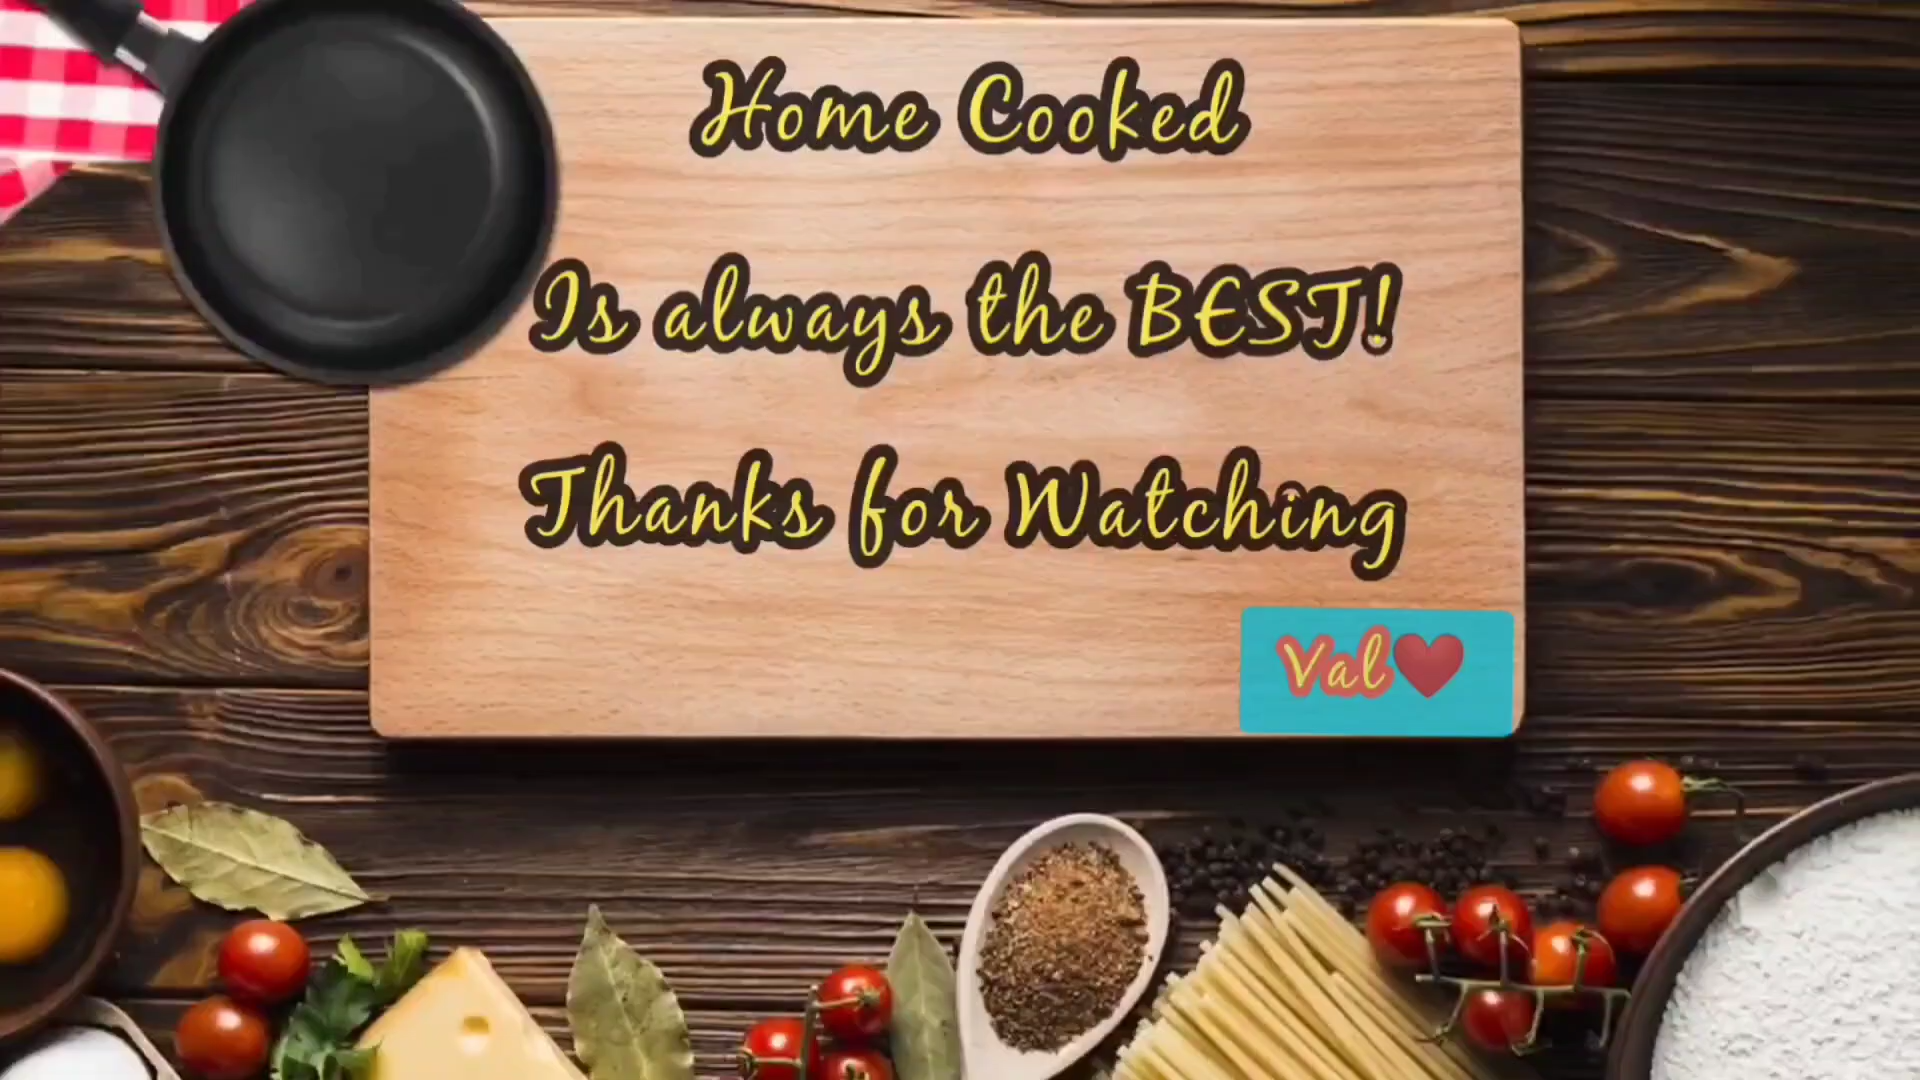 Home Cooked
Is always the BEST!
Thanks for Watching
Val❤️